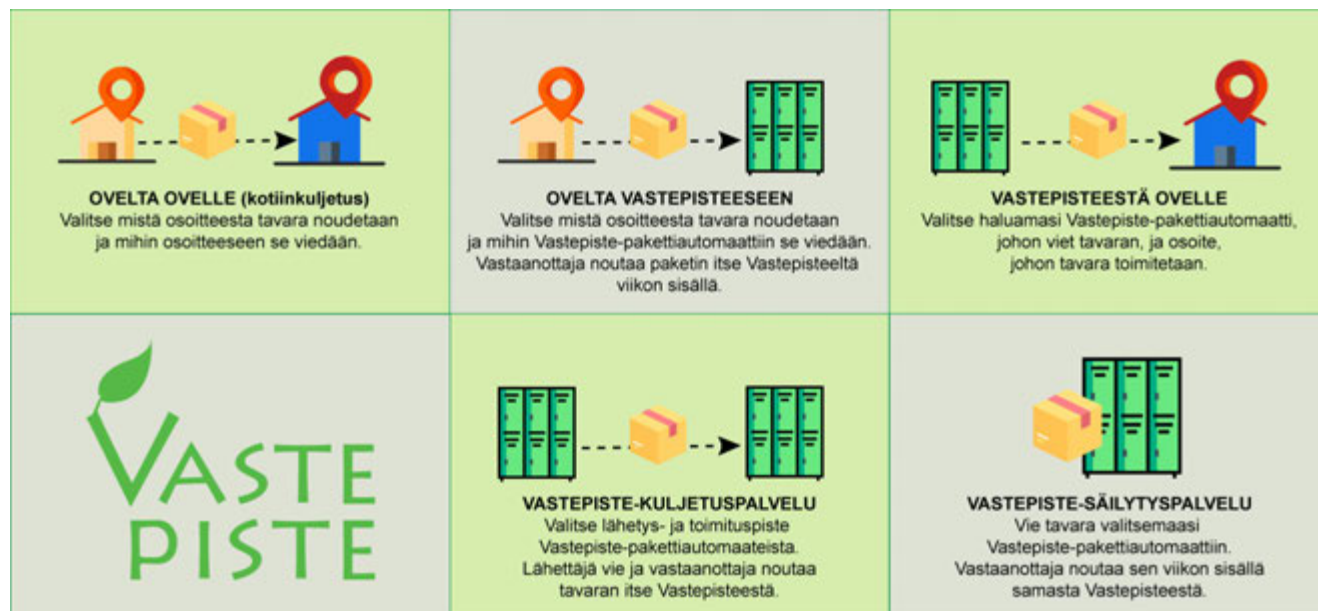 OVELTA OVELLE (kotiinkuljetus)
Valitse mistä osoitteesta tavara noudetaan
ja mihin osoitteeseen se viedään.
OVELTA VASTEPISTEESEEN
Valitse mistä osoitteesta tavara noudetaan
ja mihin Vastepiste-pakettiautomaattiin se viedään.
Vastaanottaja noutaa paketin itse Vastepisteeltä
viikon sisällä.
VASTEPISTEESTÄ OVELLE
Valitse haluamasi Vastepiste-pakettiautomaatti,
johon viet tavaran, ja osoite,
johon tavara toimitetaan.
VASTE
PISTE
VASTEPISTE-KULJETUSPALVELU
Valitse lähetys- ja toimituspiste
Vastepiste-pakettiautomaateista.
Lähettäjä vie ja vastaanottaja noutaa
tavaran itse Vastepisteestä.
VASTEPISTE-SÄILYTYSPALVELU
Vie tavara valitsemaasi
Vastepiste-pakettiautomaattiin.
Vastaanottaja noutaa sen viikon sisällä
samasta Vastepisteestä.